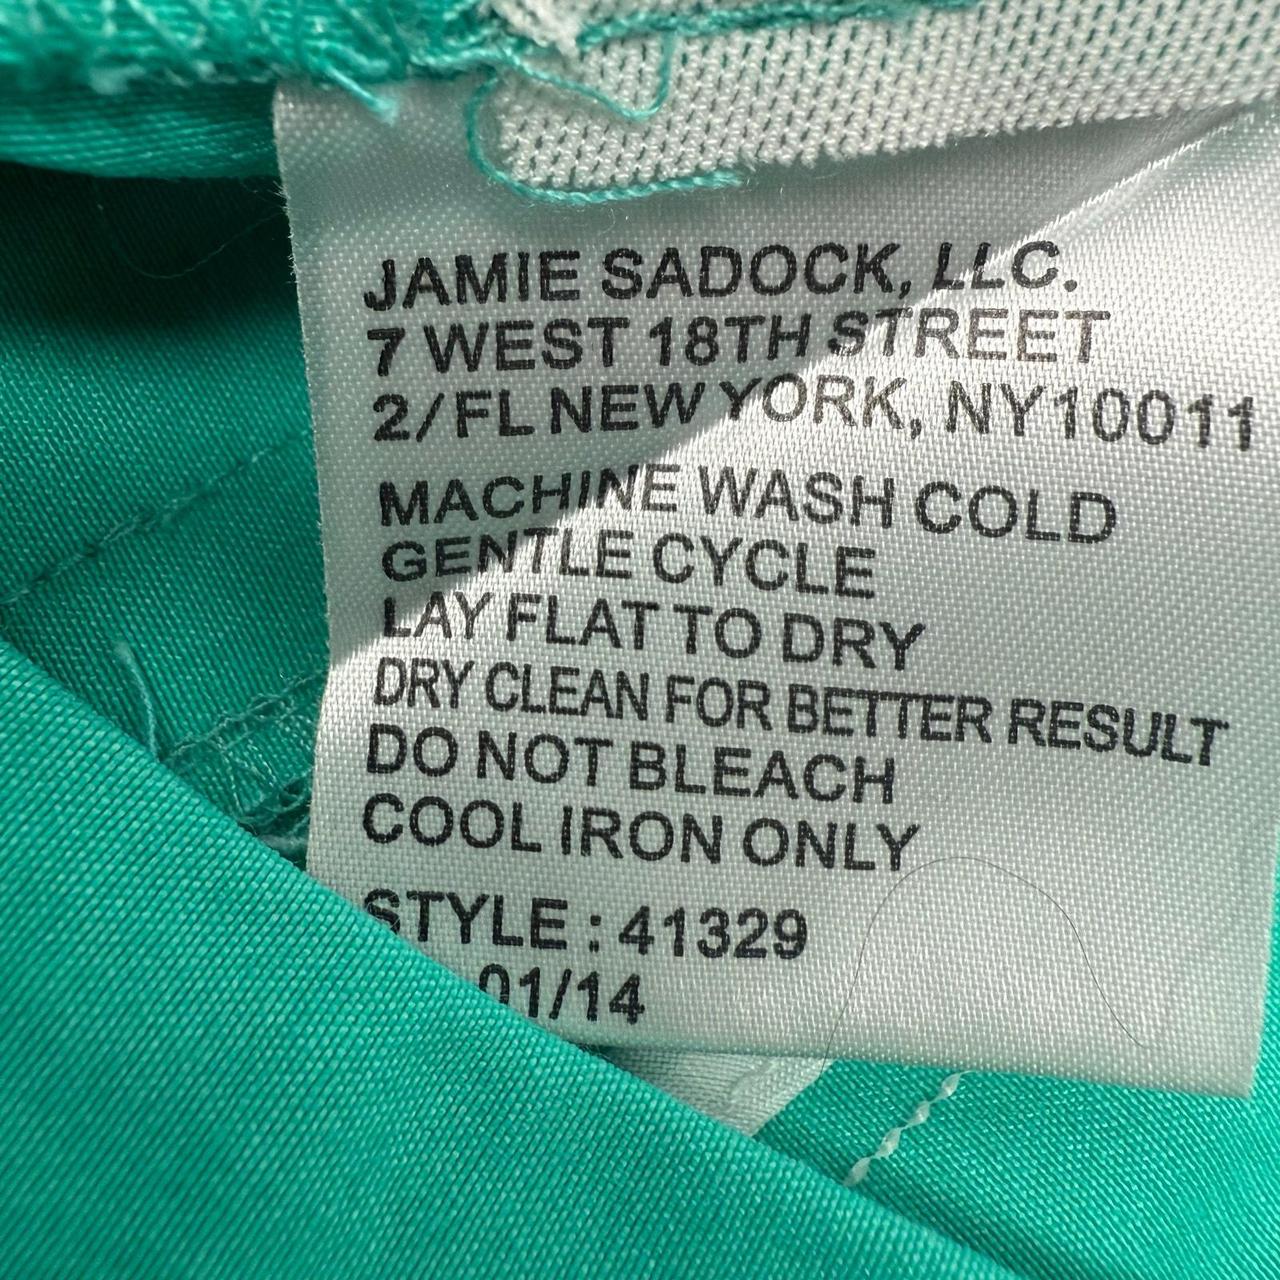 JAMIE SADOCK, LLC.
7 WEST 18TH STREET
2/FL NEW YORK, NY10011
MACHINE WASH COLD
GENTLE CYCLE
LAY FLAT TO DRY
DRY CLEAN FOR BETTER RESULT
DO NOT BLEACH
COOL IRON ONLY
STYLE : 41329
01/14